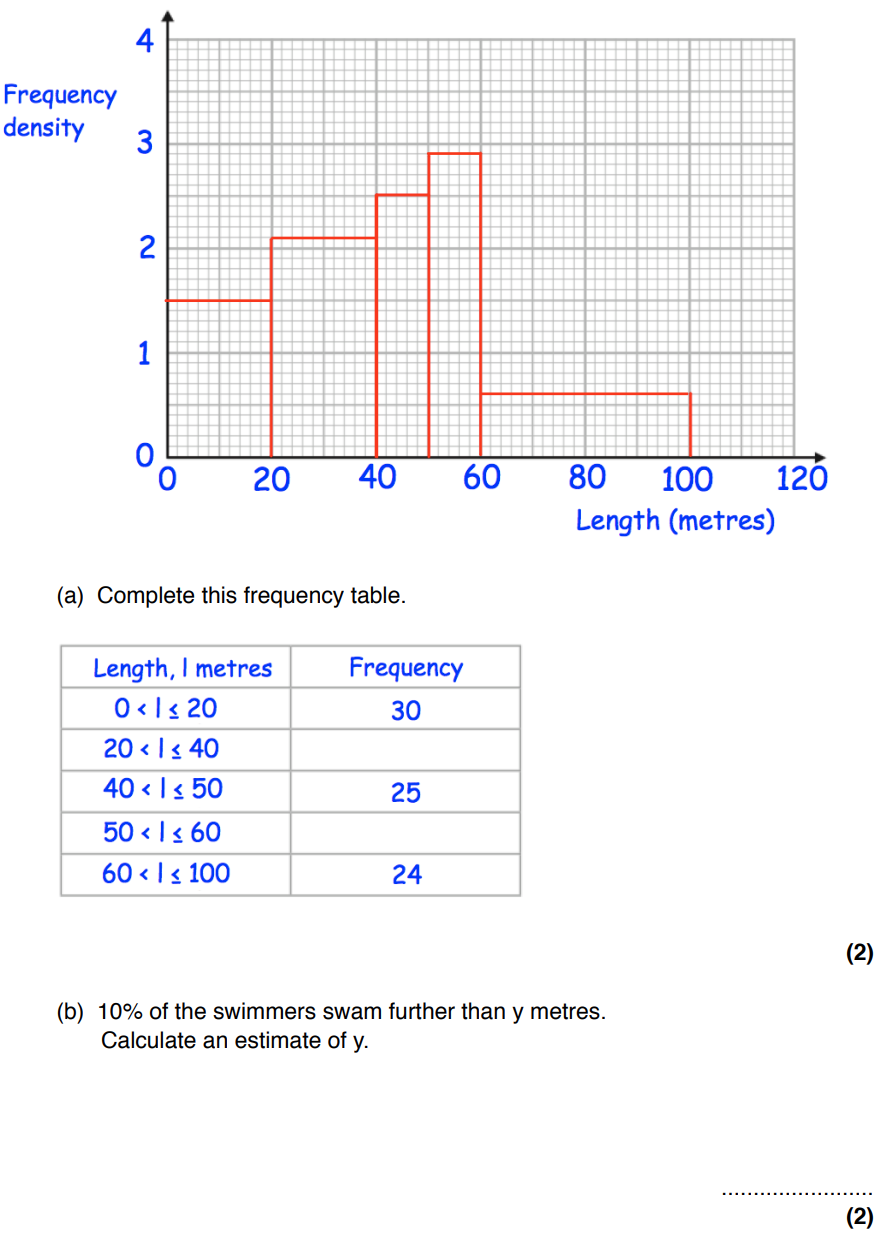 4
Frequency
density
3
2
1
0
0 20 40 60 80 100 120
Length (metres)
(a) Complete this frequency table.
Length, l metres Frequency
0 < l ≤ 20 30
20 < l ≤ 40
40 < l ≤ 50 25
50 < l ≤ 60
60 < l ≤ 100 24
(2)
(b) 10% of the swimmers swam further than y metres.
Calculate an estimate of y.
........................
(2)